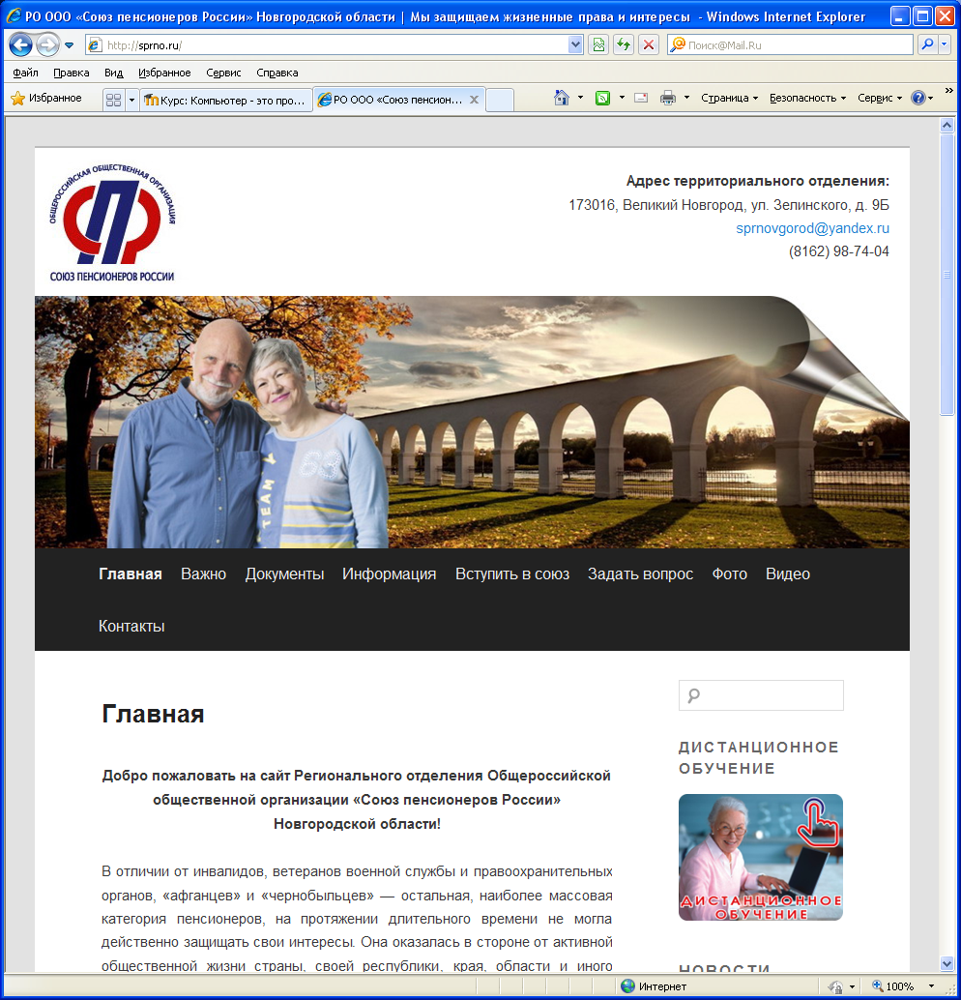 РО ООО «Союз пенсионеров России» Новгородской области | Мы защищаем жизненные права и интересы - Windows Internet Explorer
http://sprno.ru/
Поиск@Mail.Ru
Файл Правка Вид Избранное Сервис Справка
Избранное
Курс: Компьютер - это про...
РО ООО «Союз пенсион...
Страница Безопасность Сервис »
ОБЩЕРОССИЙСКАЯ ОБЩЕСТВЕННАЯ ОРГАНИЗАЦИЯ
СОЮЗ ПЕНСИОНЕРОВ РОССИИ
Адрес территориального отделения:
173016, Великий Новгород, ул. Зелинского, д. 9Б
sprnovgorod@yandex.ru
(8162) 98-74-04
TEAM
63
Главная Важно Документы Информация Вступить в союз Задать вопрос Фото Видео
Контакты
Главная
Добро пожаловать на сайт Регионального отделения Общероссийской
общественной организации «Союз пенсионеров России»
Новгородской области!
В отличии от инвалидов, ветеранов военной службы и правоохранительных
органов, «афганцев» и «чернобыльцев» — остальная, наиболее массовая
категория пенсионеров, на протяжении длительного времени не могла
действенно защищать свои интересы. Она оказалась в стороне от активной
общественной жизни страны, своей республики, края, области и иного
ДИСТАНЦИОННОЕ
ОБУЧЕНИЕ
ДИСТАНЦИОННОЕ
ОБУЧЕНИЕ
НОВОСТИ
Интернет
100%